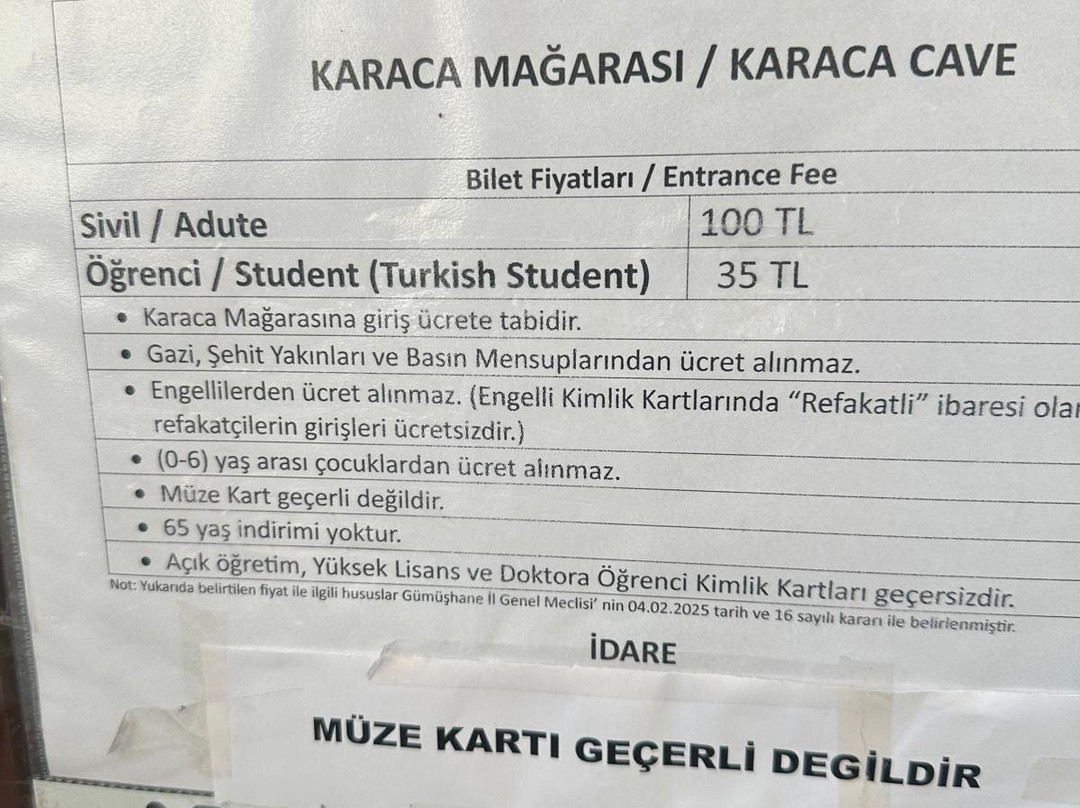 KARACA MAĞARASI / KARACA CAVE
Bilet Fiyatları / Entrance Fee
Sivil / Adute 100 TL
Öğrenci / Student (Turkish Student) 35 TL
• Karaca Mağarasına giriş ücrete tabidir.
• Gazi, Şehit Yakınları ve Basın Mensuplarından ücret alınmaz.
• Engellilerden ücret alınmaz. (Engelli Kimlik Kartlarında “Refakatli” ibaresi olan
refakatçilerin girişleri ücretsizdir.)
• (0-6) yaş arası çocuklardan ücret alınmaz.
• Müze Kart geçerli değildir.
• 65 yaş indirimi yoktur.
• Açık öğretim, Yüksek Lisans ve Doktora Öğrenci Kimlik Kartları geçersizdir.
Not: Yukarıda belirtilen fiyat ile ilgili hususlar Gümüşhane İl Genel Meclisi’ nin 04.02.2025 tarih ve 16 sayılı kararı ile belirlenmiştir.
İDARE
MÜZE KARTI GEÇERLİ DEGİLDİR